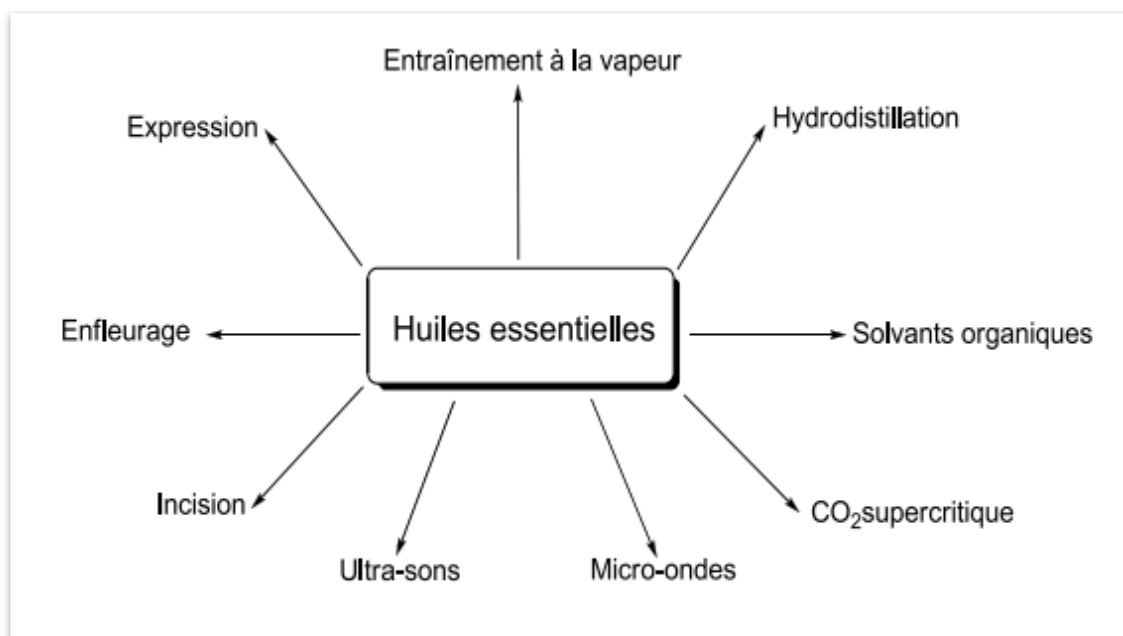 Entraînement à la vapeur
Expression
Hydrodistillation
Enfleurage
Huiles essentielles
Solvants organiques
Incision
CO₂supercritique
Ultra-sons
Micro-ondes